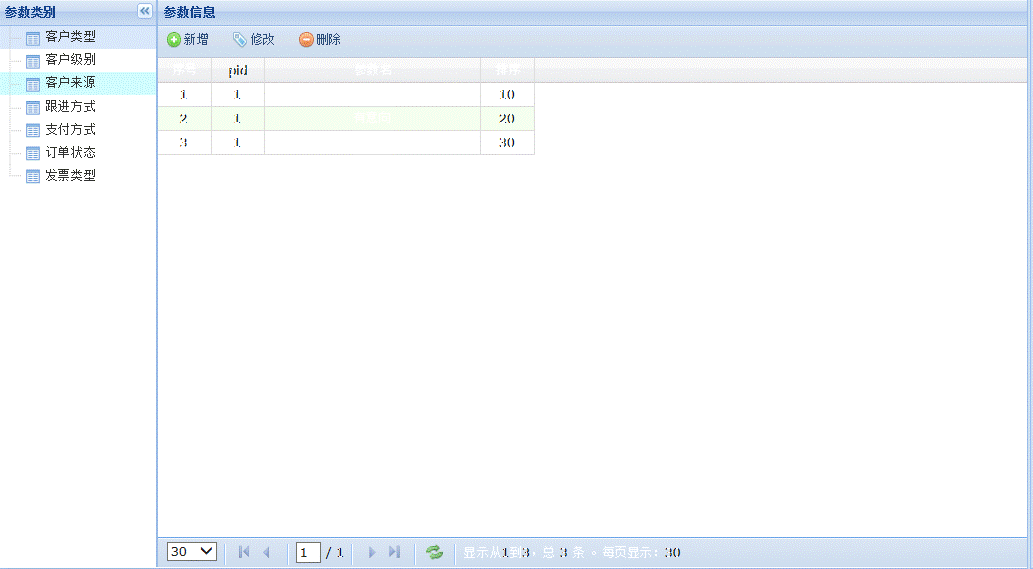 参数类别
客户类型
客户级别
客户来源
跟进方式
支付方式
订单状态
发票类型
参数信息
新增 修改 删除
序号 pid 参数名 排序
1 1 10
2 1 20
3 1 30
30 1 / 1 显示从1到3，总 3 条 。每页显示：30